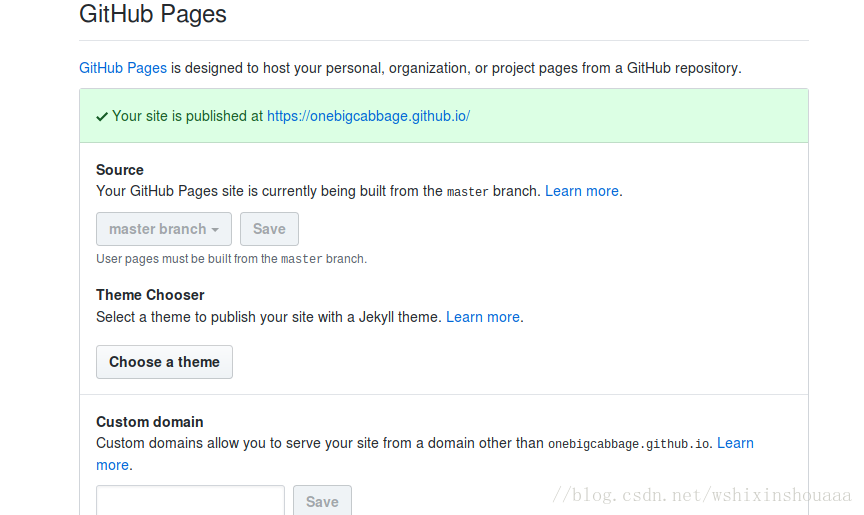 GitHub Pages
GitHub Pages is designed to host your personal, organization, or project pages from a GitHub repository.
Your site is published at https://onebigcabbage.github.io/
Source
Your GitHub Pages site is currently being built from the master branch. Learn more.
master branch Save
User pages must be built from the master branch.
Theme Chooser
Select a theme to publish your site with a Jekyll theme. Learn more.
Choose a theme
Custom domain
Custom domains allow you to serve your site from a domain other than onebigcabbage.github.io. Learn
more.
Save
//blog.csdn.net/wshixinshouaaa